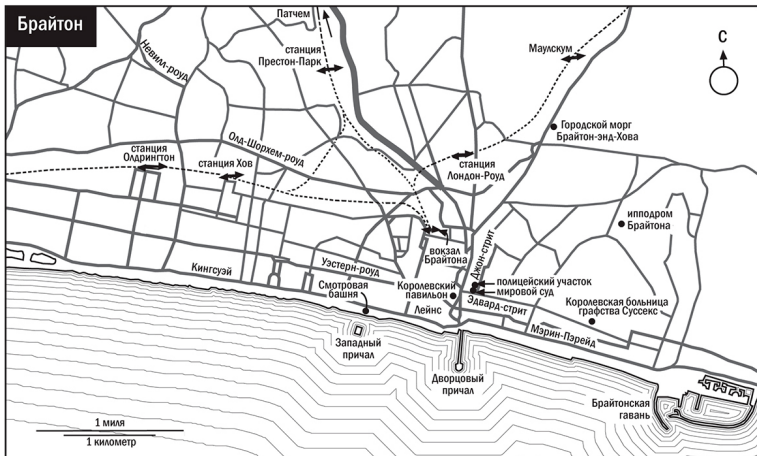 Брайтон
Патчем
станция
Престон-Парк
Невилл-роуд
Маулскум
С
Городской морг
Брайтон-энд-Хова
Олд-Шорхем-роуд
станция
Олдрингтон
станция Хов
станция
Лондон-Роуд
ипподром
Брайтона
вокзал
Брайтона
Джон-стрит
Уэстерн-роуд
Кингсуэй
полицейский участок
мировой суд
Королевский
павильон
Смотровая
башня
Лейнс
Эдвард-стрит
Королевская больница
графства Суссекс
Мэрин-Пэрейд
Западный
причал
Дворцовый
причал
Брайтонская
гавань
1 миля
1 километр